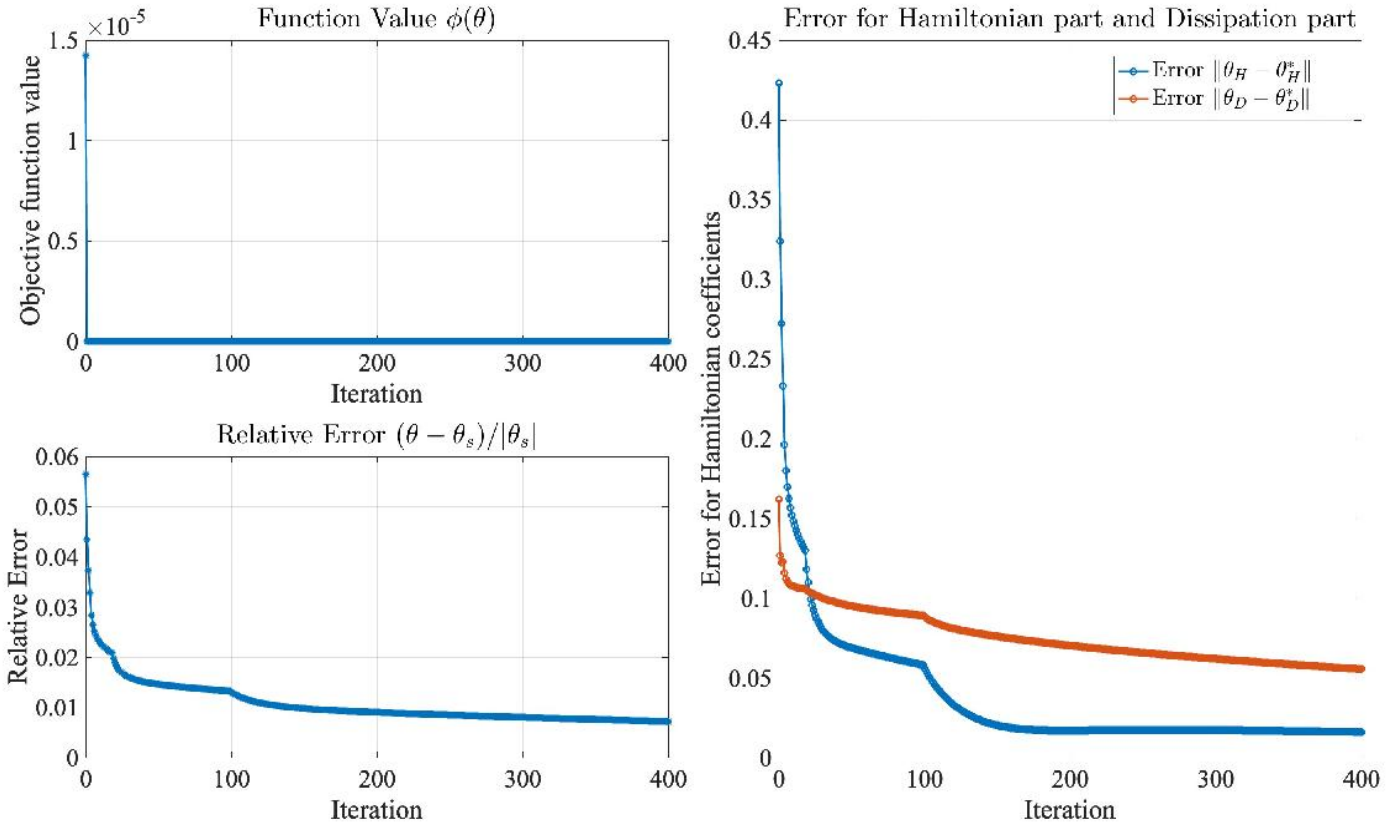 Function Value ϕ(θ)
×10⁻⁵
1.5
1
0.5
0
Objective function value
0 100 200 300 400
Iteration
Relative Error (θ − θₛ)/|θₛ|
0.06
0.05
0.04
0.03
0.02
0.01
0
Relative Error
0 100 200 300 400
Iteration
Error for Hamiltonian part and Dissipation part
Error ‖θ_H − θ*_H‖
Error ‖θ_D − θ*_D‖
0.45
0.4
0.35
0.3
0.25
0.2
0.15
0.1
0.05
0
Error for Hamiltonian coefficients
0 100 200 300 400
Iteration